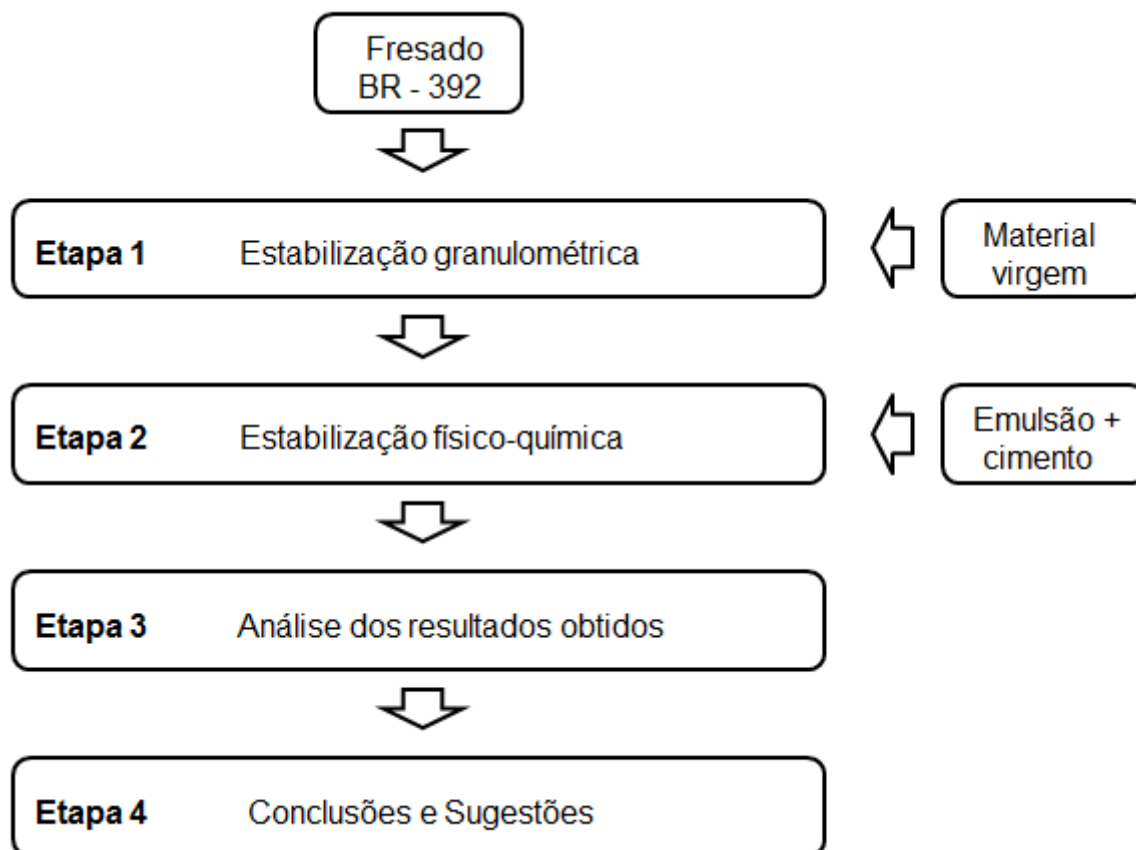 Fresado
BR - 392
Etapa 1 Estabilização granulométrica
Material
virgem
Etapa 2 Estabilização físico-química
Emulsão +
cimento
Etapa 3 Análise dos resultados obtidos
Etapa 4 Conclusões e Sugestões